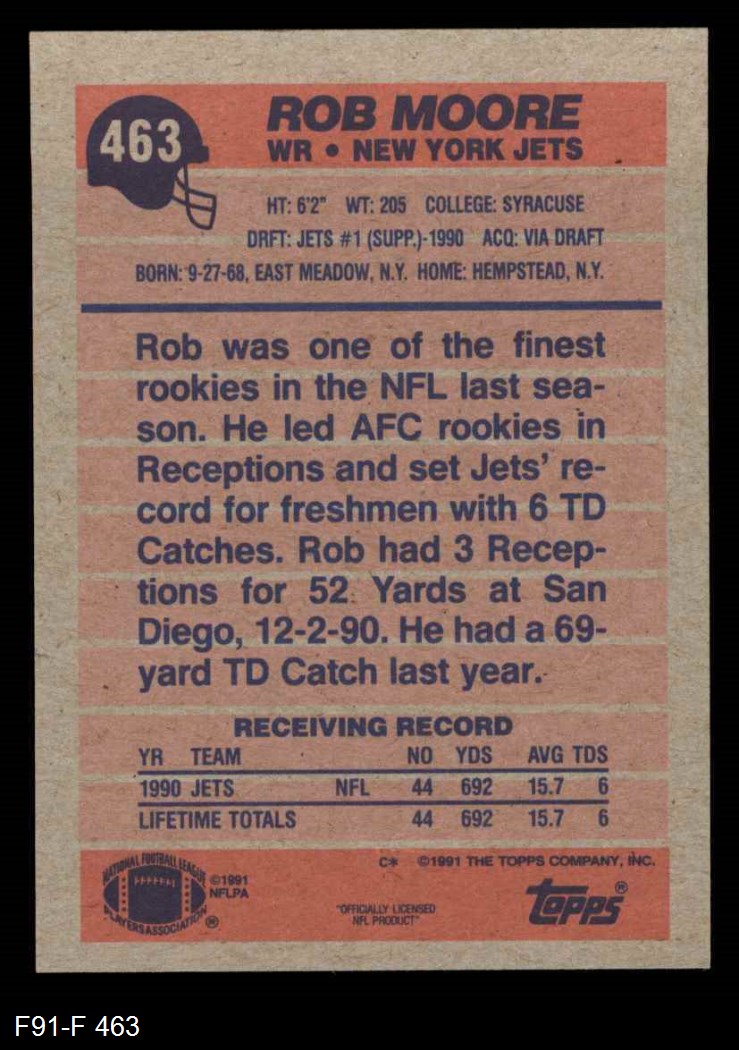 463
ROB MOORE
WR • NEW YORK JETS
HT: 6'2" WT: 205 COLLEGE: SYRACUSE
DRFT: JETS #1 (SUPP.)-1990 ACQ: VIA DRAFT
BORN: 9-27-68, EAST MEADOW, N.Y. HOME: HEMPSTEAD, N.Y.
Rob was one of the finest
rookies in the NFL last sea-
son. He led AFC rookies in
Receptions and set Jets' re-
cord for freshmen with 6 TD
Catches. Rob had 3 Recep-
tions for 52 Yards at San
Diego, 12-2-90. He had a 69-
yard TD Catch last year.
RECEIVING RECORD
YR TEAM NO YDS AVG TDS
1990 JETS NFL 44 692 15.7 6
LIFETIME TOTALS 44 692 15.7 6
NATIONAL FOOTBALL LEAGUE
PLAYERS ASSOCIATION ®
©1991
NFLPA
C* ©1991 THE TOPPS COMPANY, INC.
"OFFICIALLY LICENSED
NFL PRODUCT"
topps®
F91-F 463